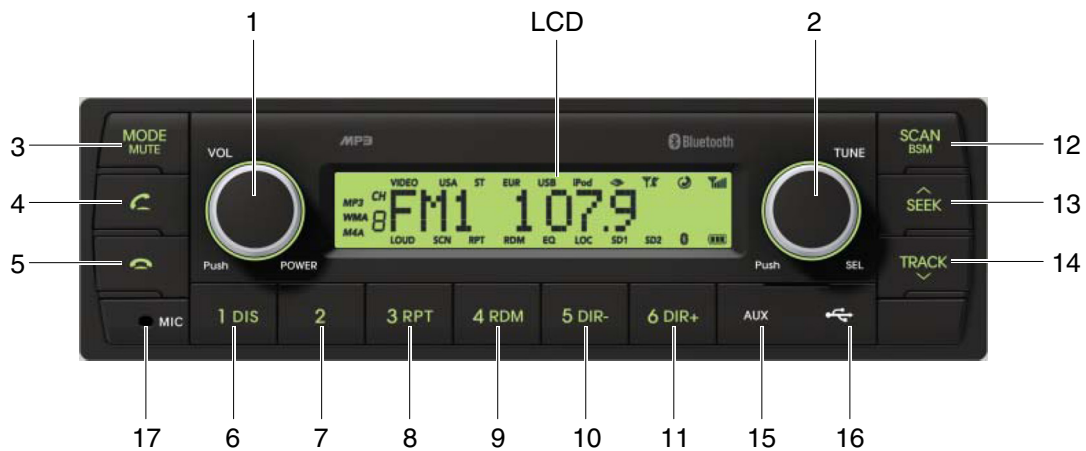 1 LCD 2
MP3 Bluetooth
3 MODE MUTE
VOL
TUNE
SCAN BSM 12
4
VIDEO USA ST EUR USB iPod
MP3 CH
WMA 8 FM1 107.9
M4A
LOUD SCN RPT RDM EQ LOC SD1 SD2
SEEK 13
5
Push POWER
Push SEL
TRACK 14
MIC
1 DIS 2 3 RPT 4 RDM 5 DIR- 6 DIR+ AUX
17 6 7 8 9 10 11 15 16